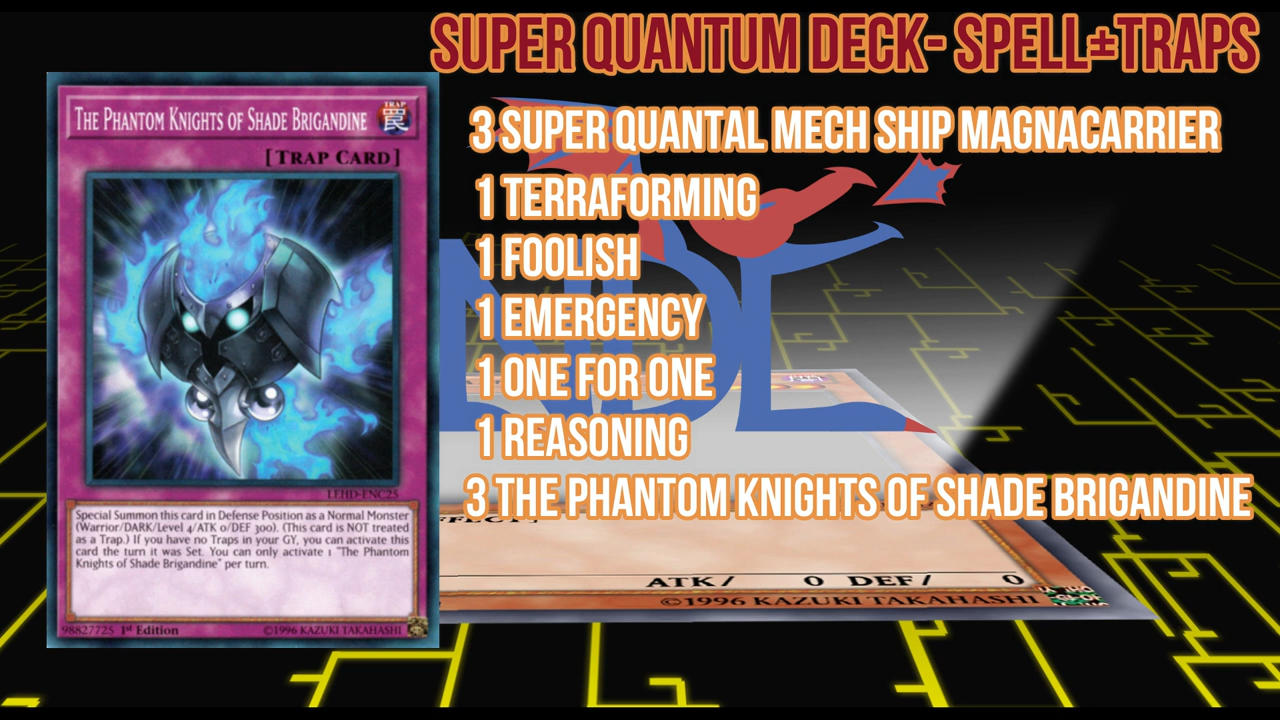 SUPER QUANTUM DECK- SPELL±TRAPS
THE PHANTOM KNIGHTS OF SHADE BRIGANDINE
TRAP
罠
[TRAP CARD]
LEHD-ENC25
Special Summon this card in Defense Position as a Normal Monster
(Warrior/DARK/Level 4/ATK 0/DEF 300). (This card is NOT treated
as a Trap.) If you have no Traps in your GY, you can activate this
card the turn it was Set. You can only activate 1 "The Phantom
Knights of Shade Brigandine" per turn.
98827725 1st Edition ©1996 KAZUKI TAKAHASHI
3 SUPER QUANTAL MECH SHIP MAGNACARRIER
1 TERRAFORMING
1 FOOLISH
1 EMERGENCY
1 ONE FOR ONE
1 REASONING
3 THE PHANTOM KNIGHTS OF SHADE BRIGANDINE
ATK/ 0 DEF/ 0
©1996 KAZUKI TAKAHASHI